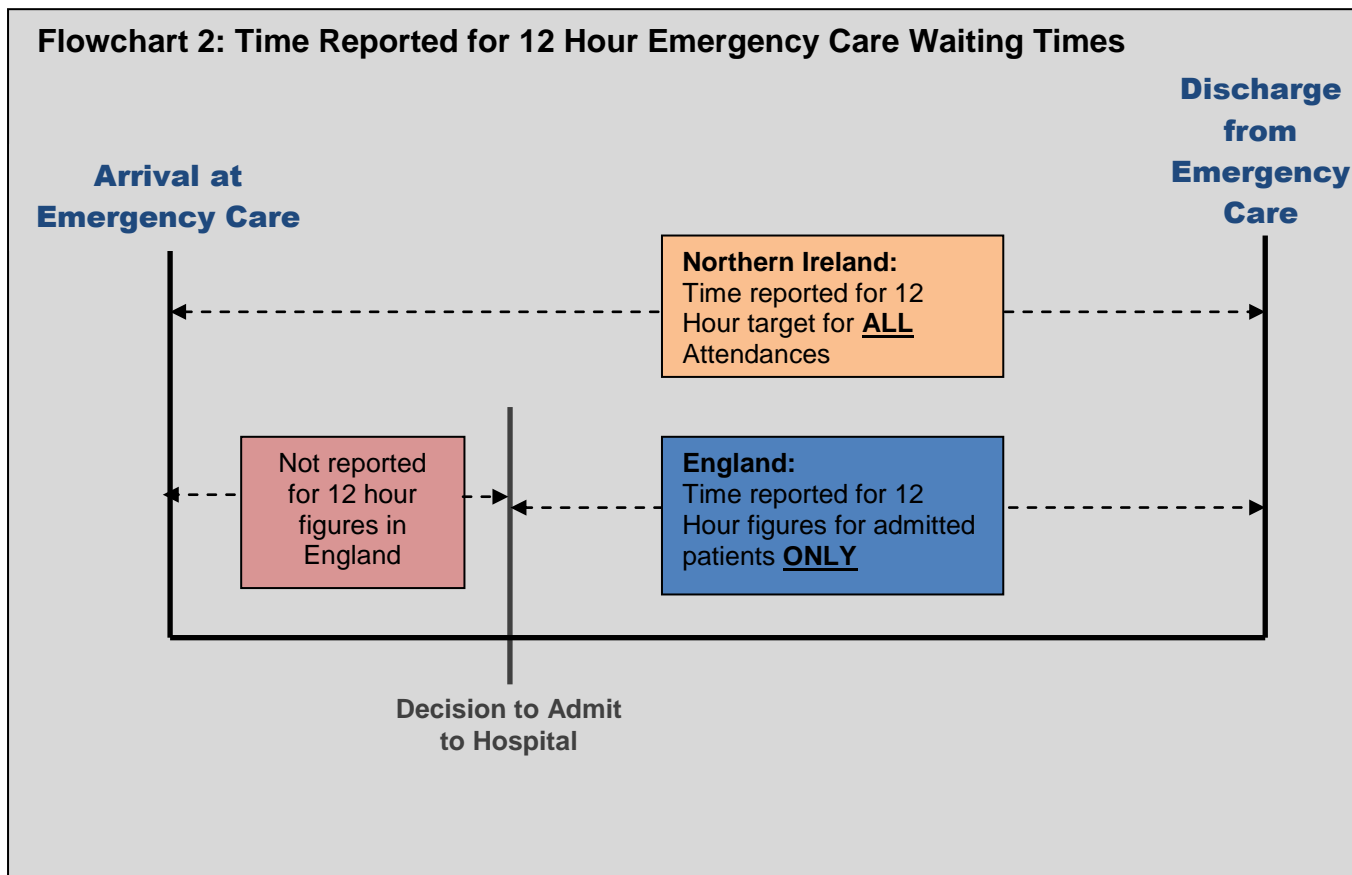 Flowchart 2: Time Reported for 12 Hour Emergency Care Waiting Times
Discharge
from
Emergency
Care
Arrival at
Emergency Care
Northern Ireland:
Time reported for 12
Hour target for ALL
Attendances
Not reported
for 12 hour
figures in
England
England:
Time reported for 12
Hour figures for admitted
patients ONLY
Decision to Admit
to Hospital